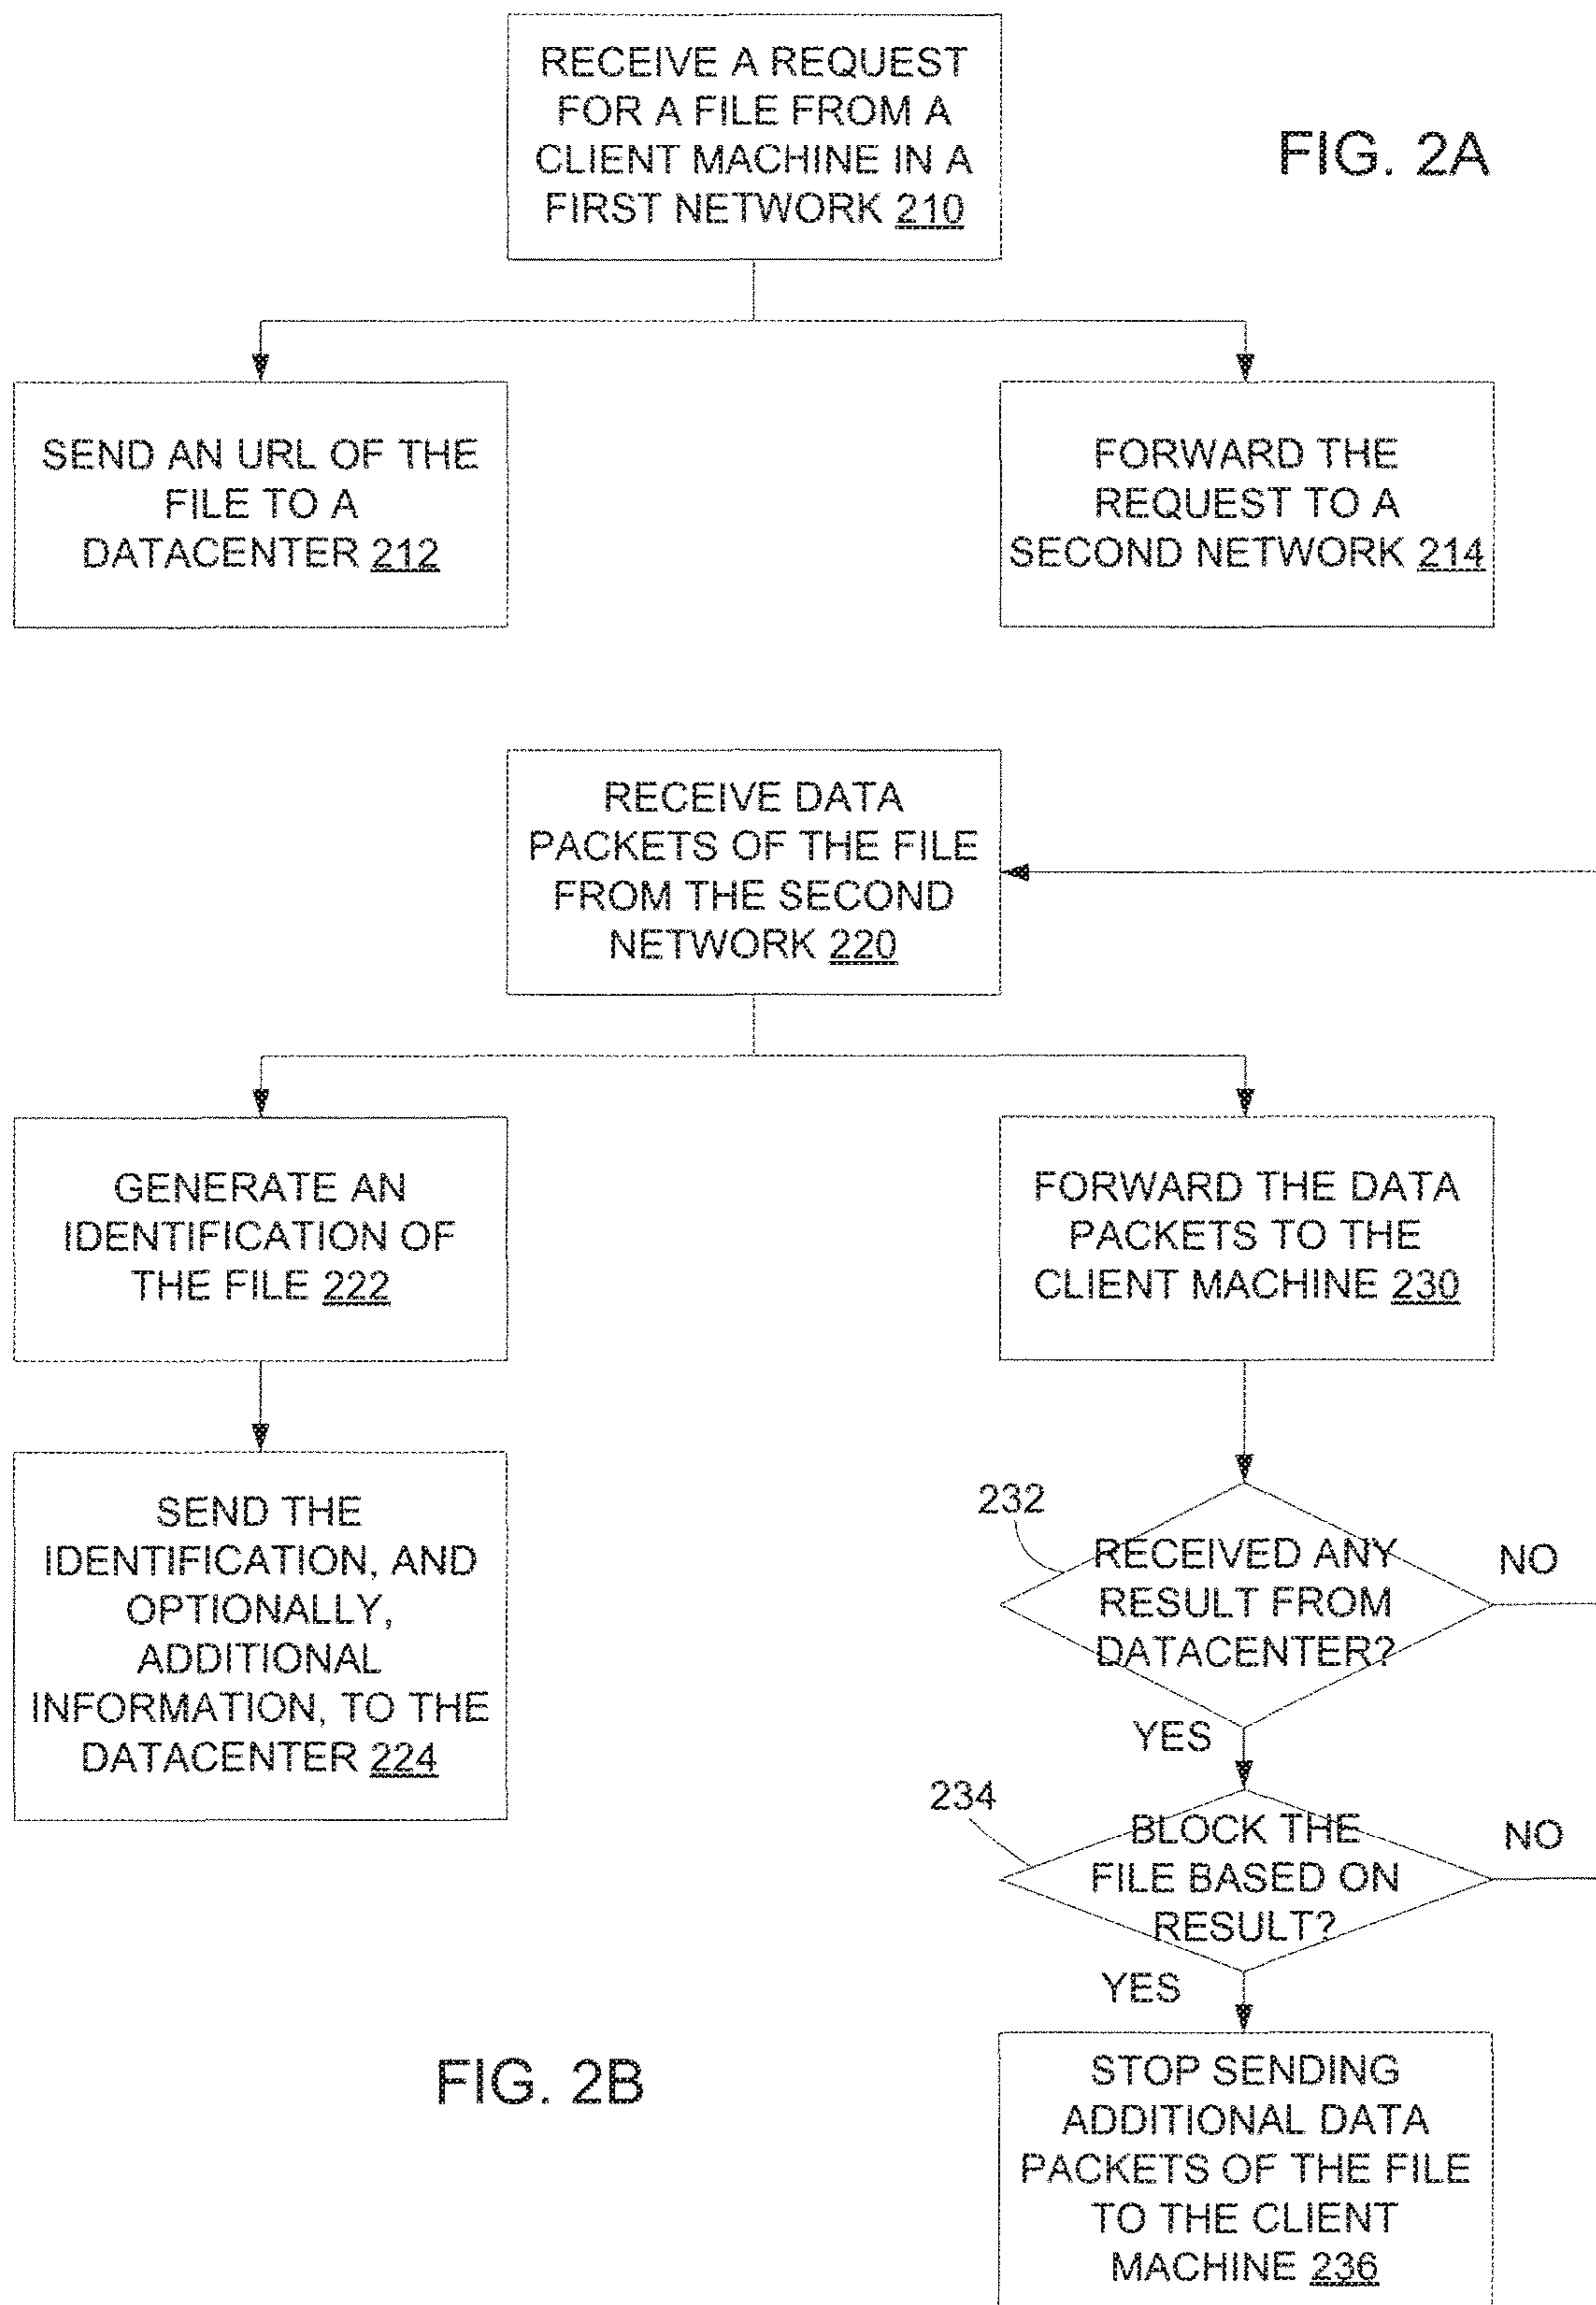 RECEIVE A REQUEST
FOR A FILE FROM A
CLIENT MACHINE IN A
FIRST NETWORK 210
FIG. 2A
SEND AN URL OF THE
FILE TO A
DATACENTER 212
FORWARD THE
REQUEST TO A
SECOND NETWORK 214
RECEIVE DATA
PACKETS OF THE FILE
FROM THE SECOND
NETWORK 220
GENERATE AN
IDENTIFICATION OF
THE FILE 222
FORWARD THE DATA
PACKETS TO THE
CLIENT MACHINE 230
SEND THE
IDENTIFICATION, AND
OPTIONALLY,
ADDITIONAL
INFORMATION, TO THE
DATACENTER 224
232
RECEIVED ANY
RESULT FROM
DATACENTER?
NO
YES
234
BLOCK THE
FILE BASED ON
RESULT?
NO
YES
FIG. 2B
STOP SENDING
ADDITIONAL DATA
PACKETS OF THE FILE
TO THE CLIENT
MACHINE 236